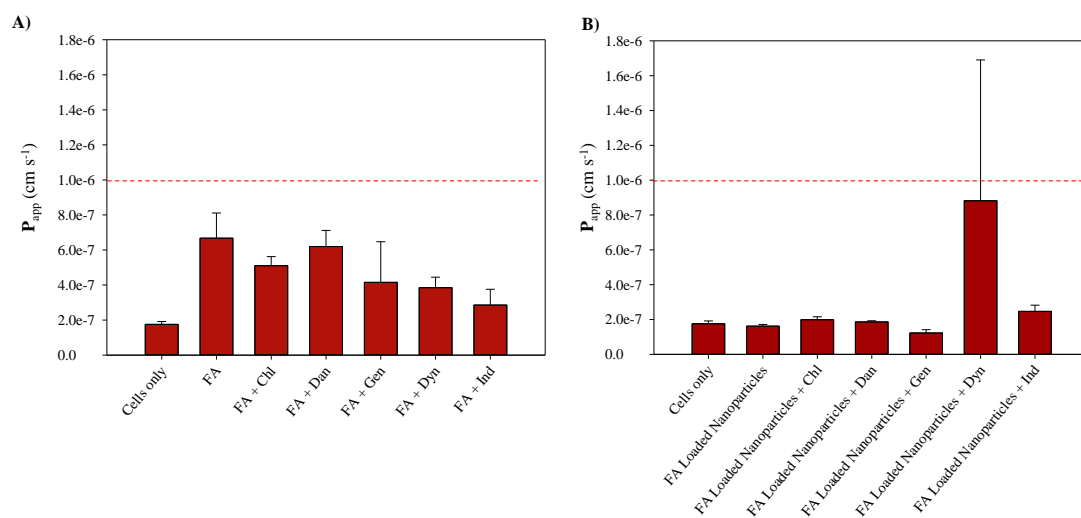 A)
1.8e-6
1.6e-6
1.4e-6
1.2e-6
1.0e-6
8.0e-7
6.0e-7
4.0e-7
2.0e-7
0.0
Papp (cm s-1)
Cells only
FA
FA + Chl
FA + Dan
FA + Gen
FA + Dyn
FA + Ind
B)
1.8e-6
1.6e-6
1.4e-6
1.2e-6
1.0e-6
8.0e-7
6.0e-7
4.0e-7
2.0e-7
0.0
Papp (cm s-1)
Cells only
FA Loaded Nanoparticles
FA Loaded Nanoparticles + Chl
FA Loaded Nanoparticles + Dan
FA Loaded Nanoparticles + Gen
FA Loaded Nanoparticles + Dyn
FA Loaded Nanoparticles + Ind